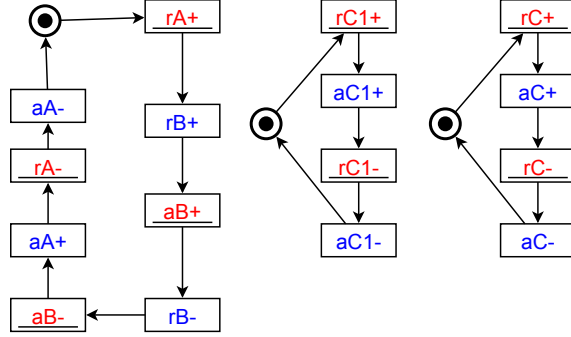 rA+
rB+
aB+
rB-
aB-
aA+
rA-
aA-
rC1+
aC1+
rC1-
aC1-
rC+
aC+
rC-
aC-